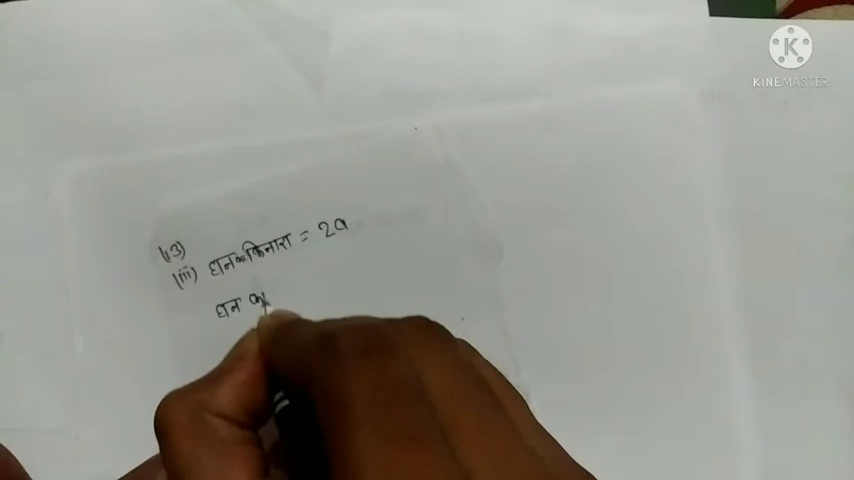 KINEMASTER
(13)
(iii) घन का किनारा = 2a
घन का